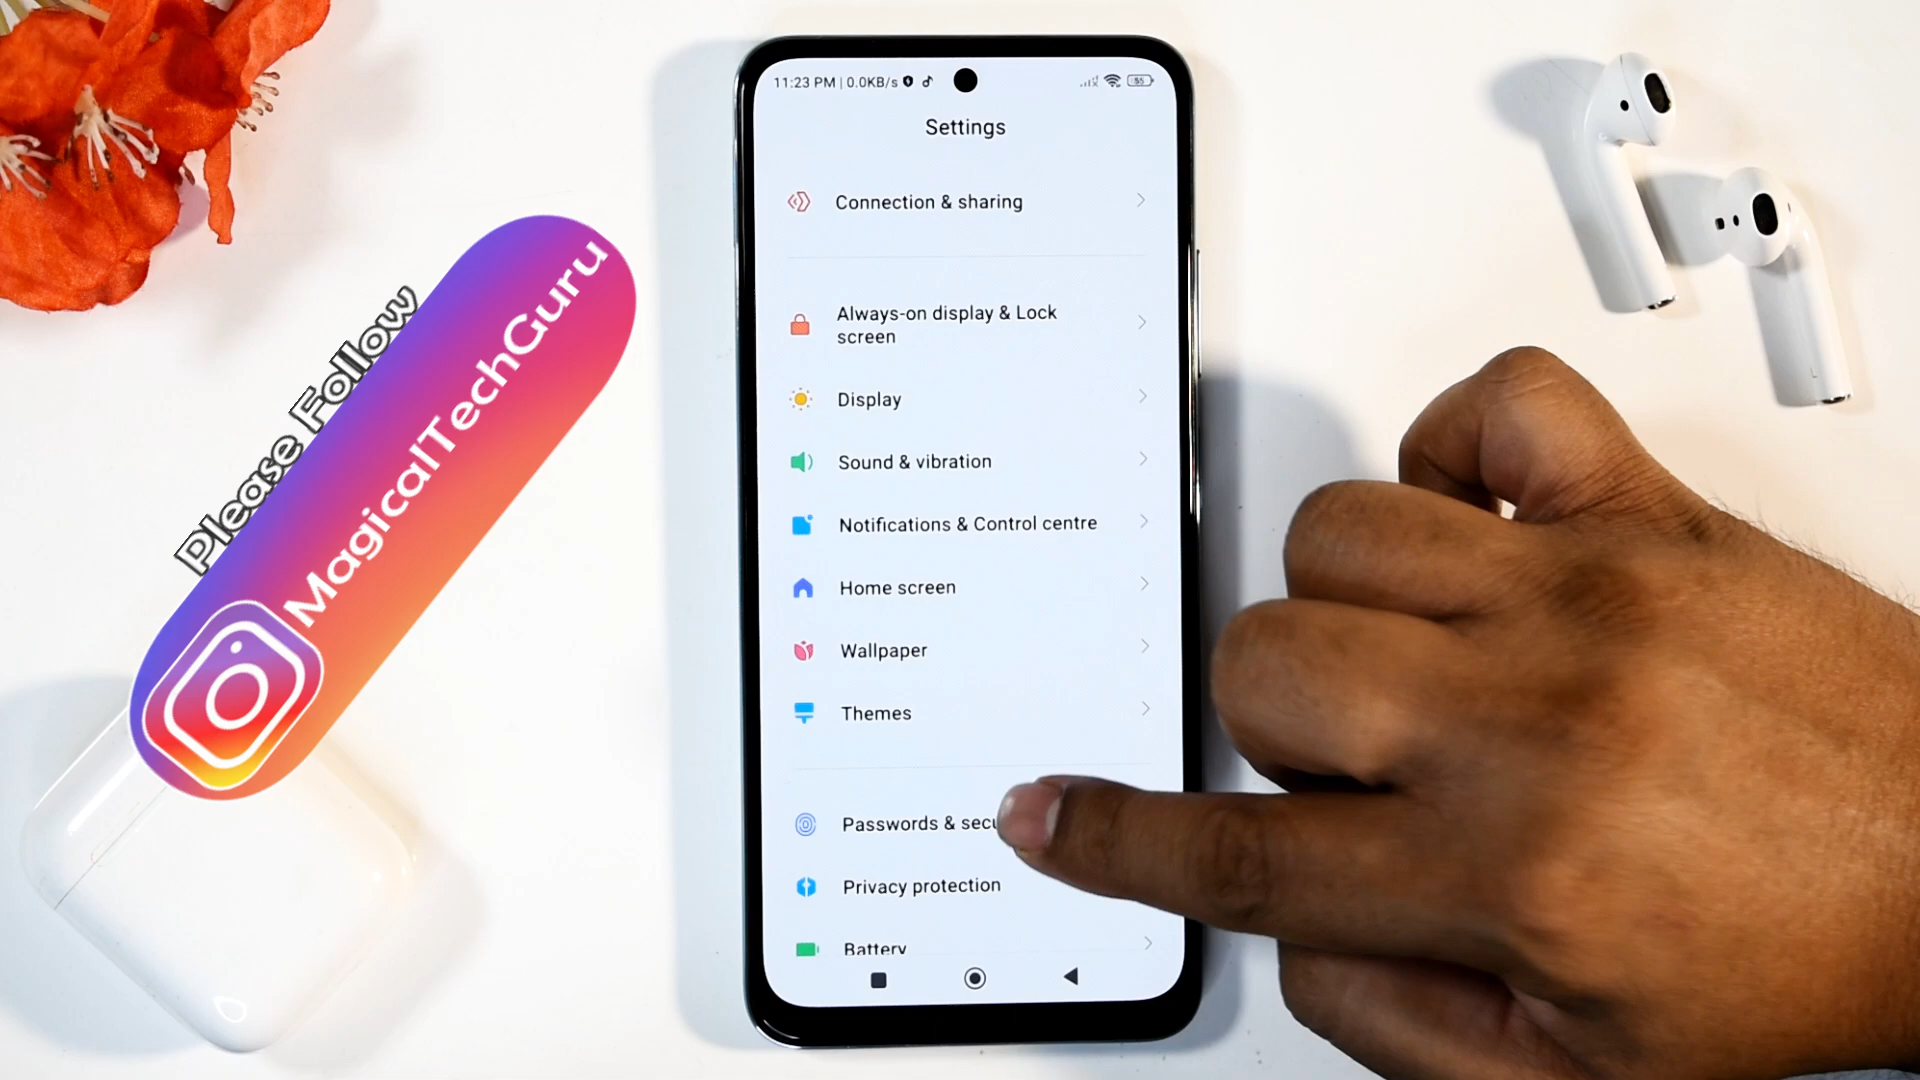 11:23 PM | 0.0KB/s
55
Settings
Connection & sharing
Always-on display & Lock
screen
Display
Sound & vibration
Notifications & Control centre
Home screen
Wallpaper
Themes
Passwords & secu
Privacy protection
Battery
Please Follow
MagicalTechGuru